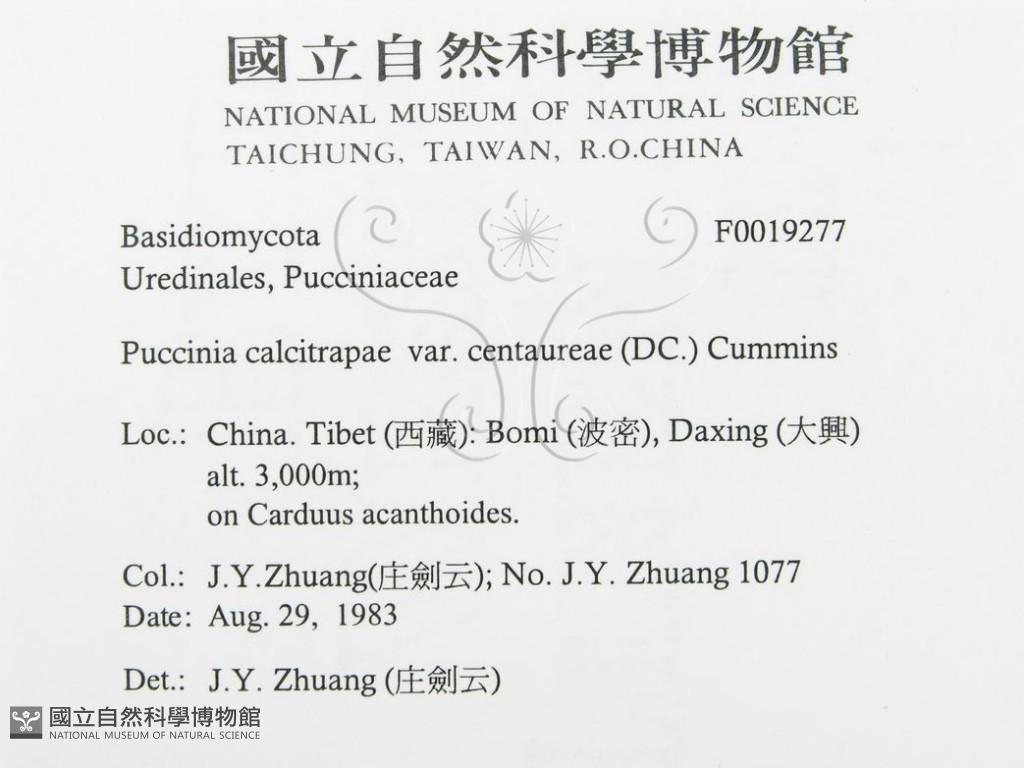 國立自然科學博物館
NATIONAL MUSEUM OF NATURAL SCIENCE
TAICHUNG, TAIWAN, R.O.CHINA
Basidiomycota F0019277
Uredinales, Pucciniaceae
Puccinia calcitrapae var. centaureae (DC.) Cummins
Loc.: China. Tibet (西藏): Bomi (波密), Daxing (大興)
alt. 3,000m;
on Carduus acanthoides.
Col.: J.Y.Zhuang(庄劍云); No. J.Y. Zhuang 1077
Date: Aug. 29, 1983
Det.: J.Y. Zhuang (庄劍云)
國立自然科學博物館
NATIONAL MUSEUM OF NATURAL SCIENCE